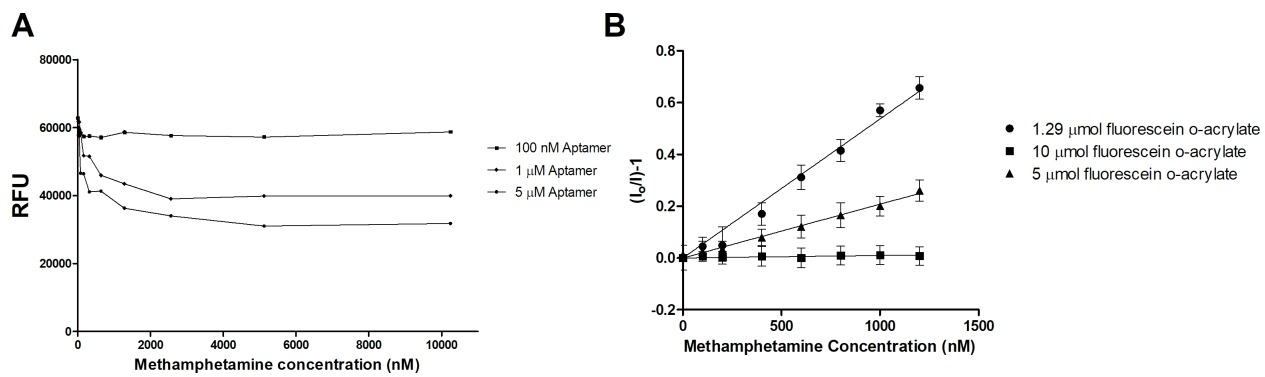 A
80000
60000
40000
20000
0
RFU
0 2000 4000 6000 8000 10000
Methamphetamine concentration (nM)
100 nM Aptamer
1 μM Aptamer
5 μM Aptamer
B
0.8
0.6
0.4
0.2
0.0
-0.2
(Io/I)-1
0 500 1000 1500
Methamphetamine Concentration (nM)
1.29 μmol fluorescein o-acrylate
10 μmol fluorescein o-acrylate
5 μmol fluorescein o-acrylate